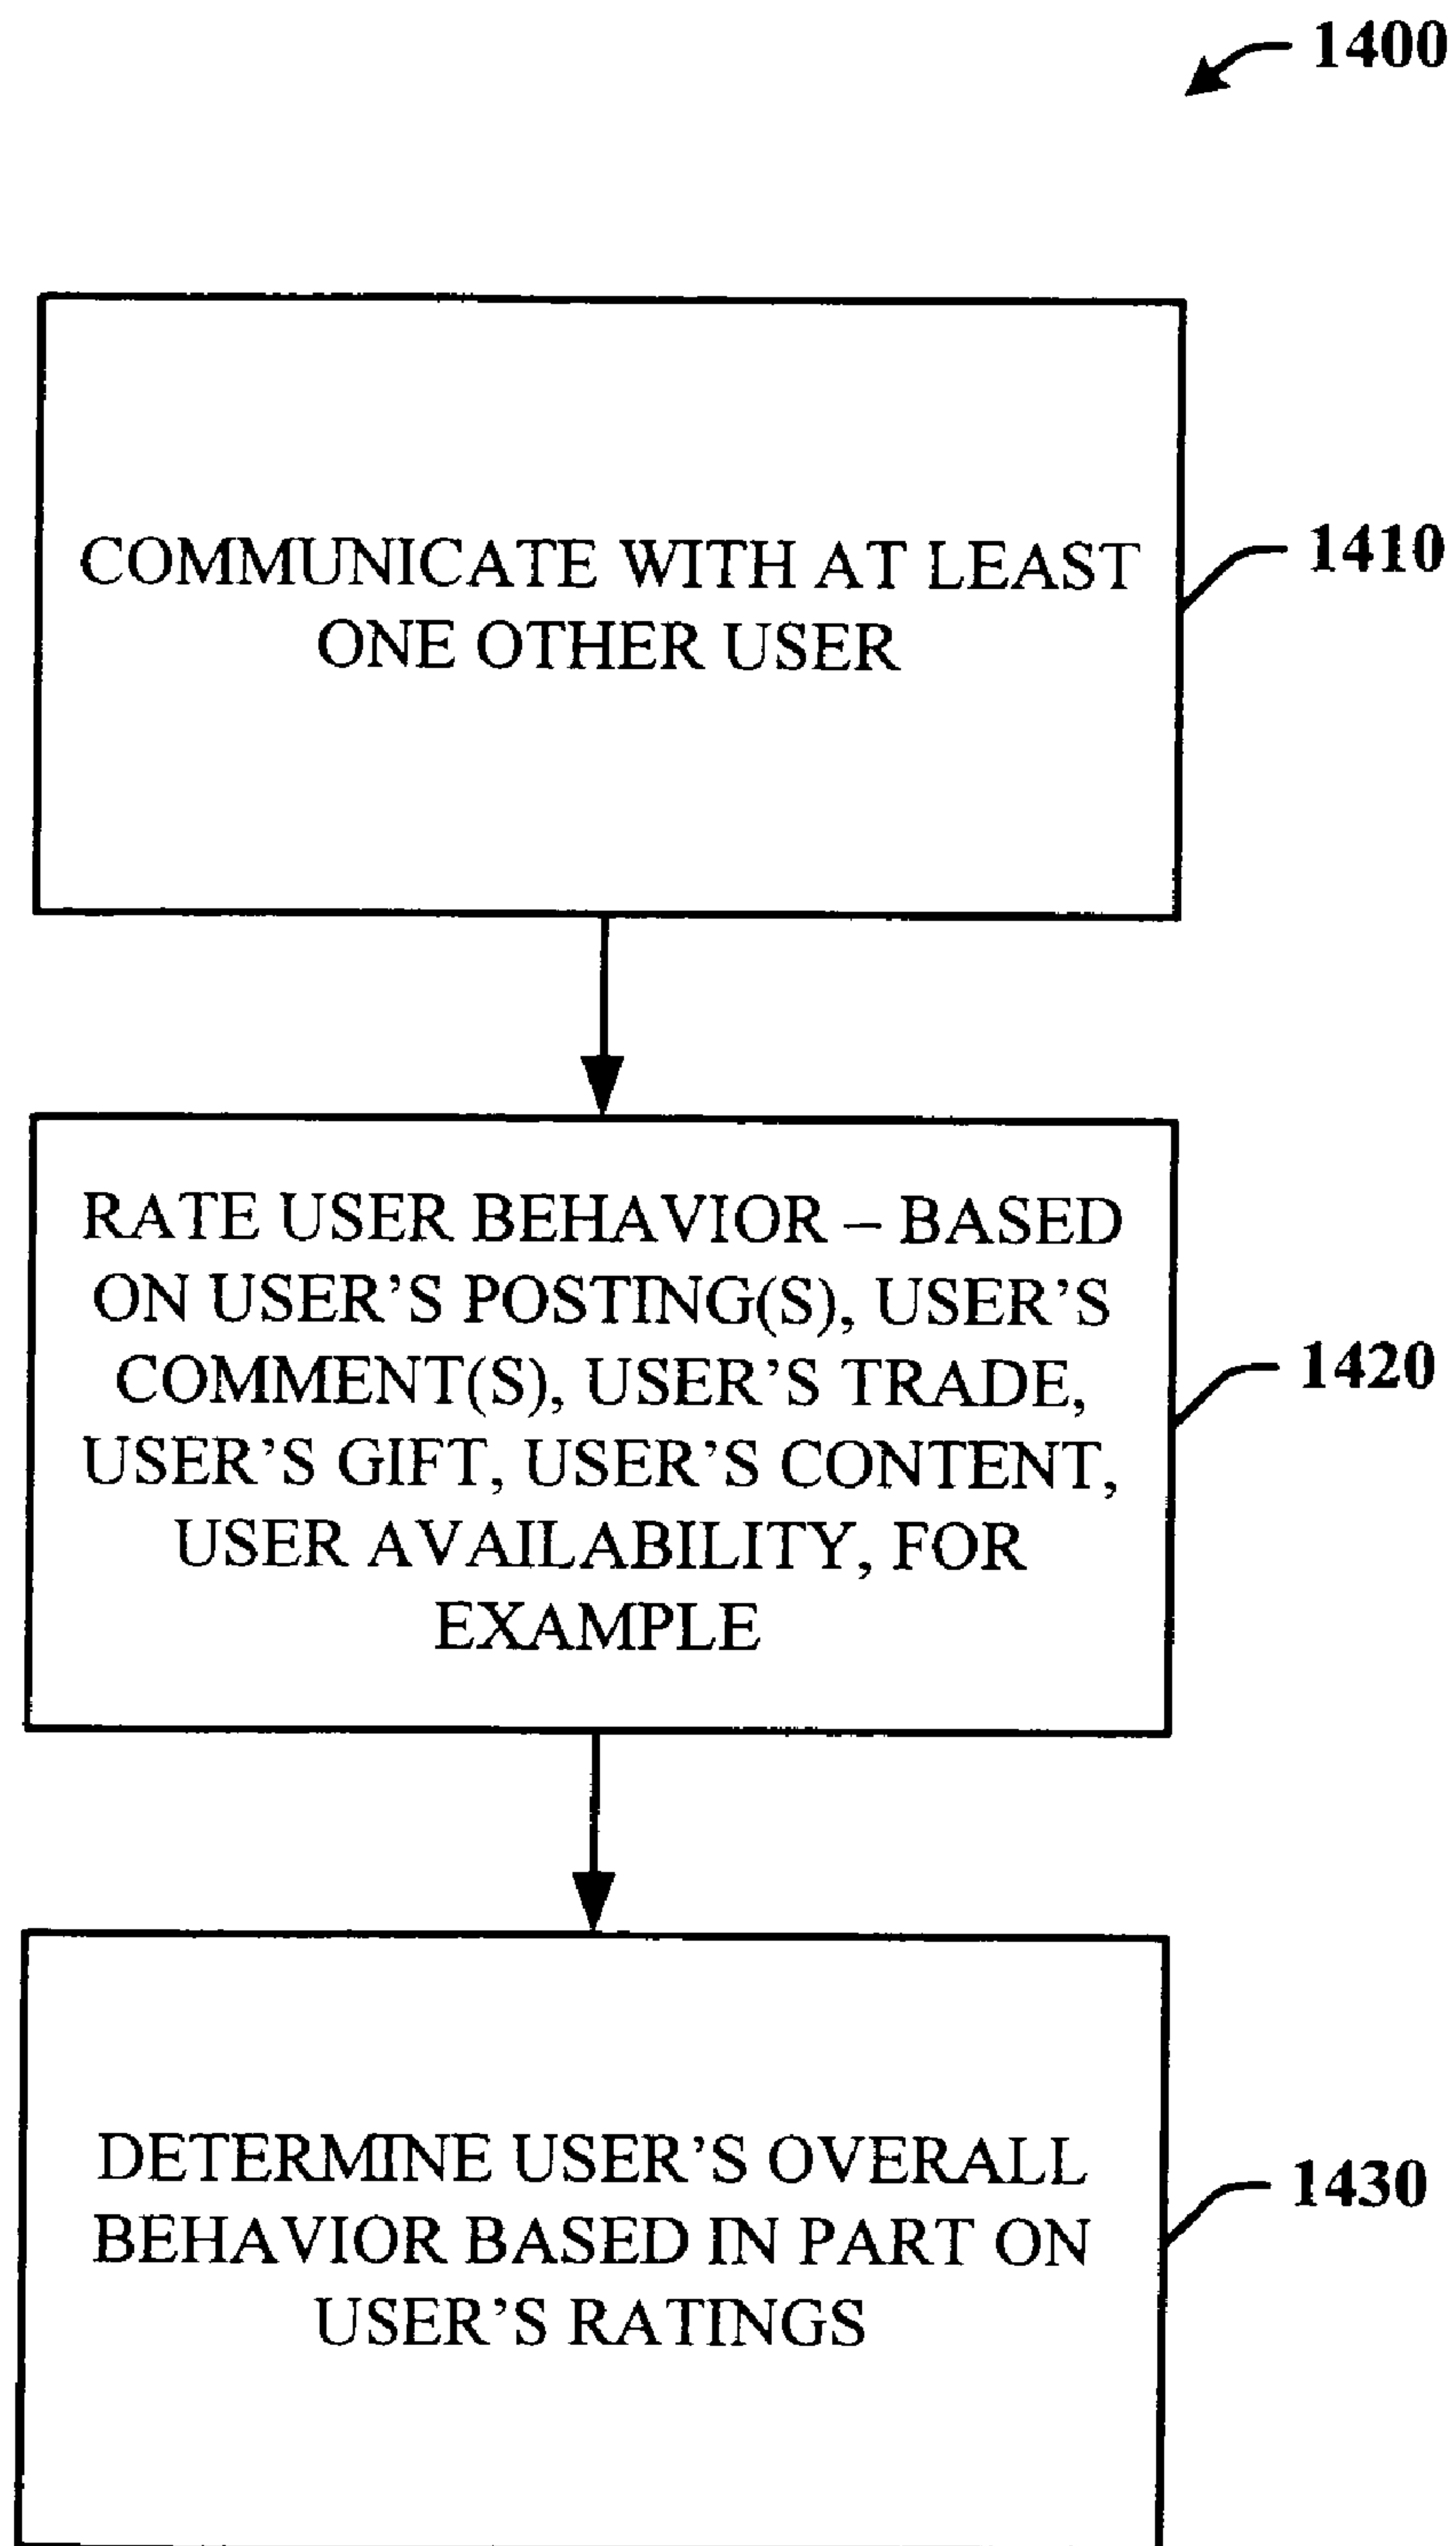 1400
COMMUNICATE WITH AT LEAST
ONE OTHER USER
1410
RATE USER BEHAVIOR – BASED
ON USER’S POSTING(S), USER’S
COMMENT(S), USER’S TRADE,
USER’S GIFT, USER’S CONTENT,
USER AVAILABILITY, FOR
EXAMPLE
1420
DETERMINE USER’S OVERALL
BEHAVIOR BASED IN PART ON
USER’S RATINGS
1430